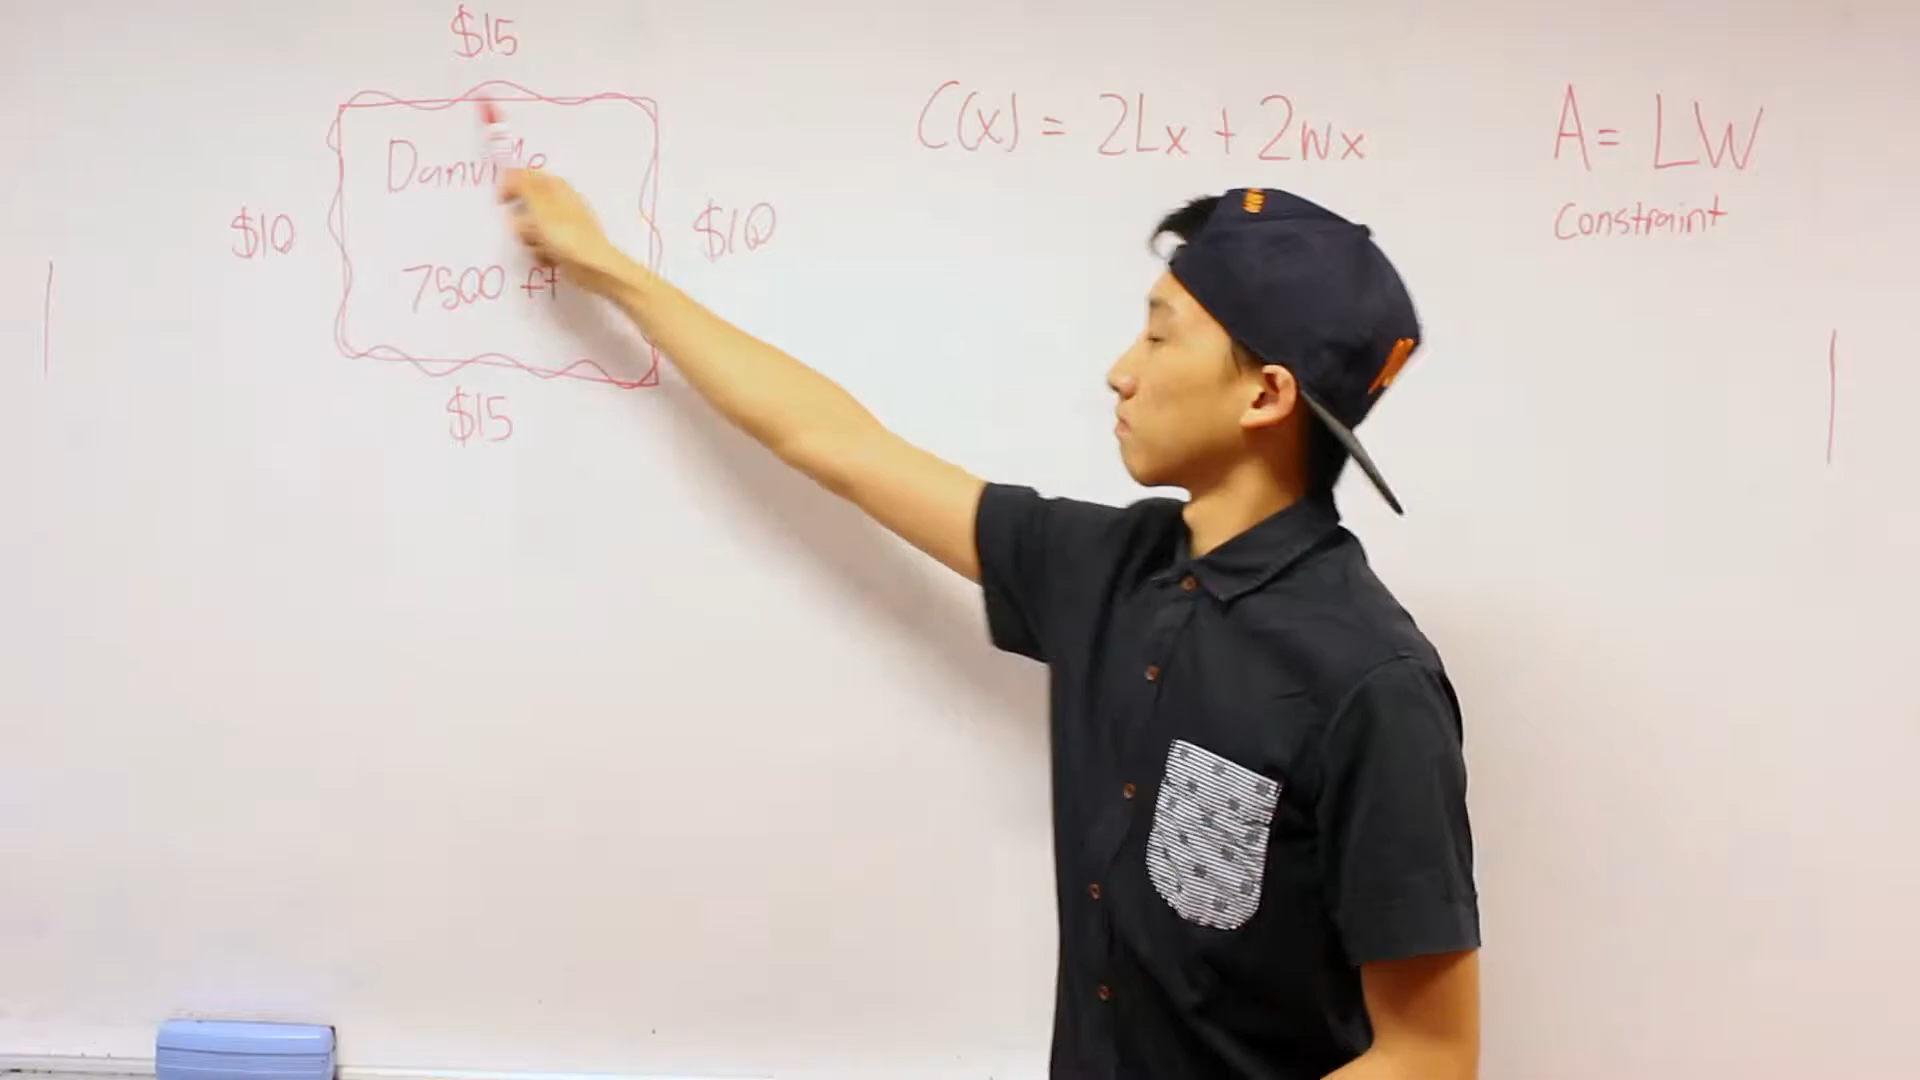 $15
C(x) = 2Lx + 2wx
A = LW
Constraint
$10
$10
7500 ft
$15